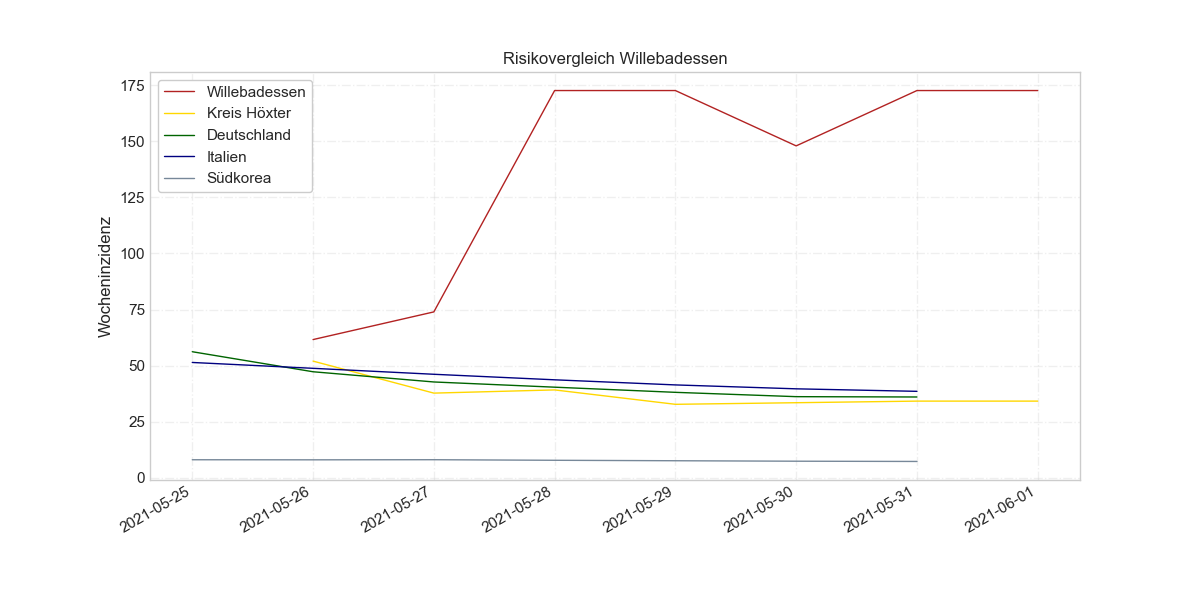 Risikovergleich Willebadessen
Willebadessen
Kreis Höxter
Deutschland
Italien
Südkorea
Wocheninzidenz
175
150
125
100
75
50
25
0
2021-05-25
2021-05-26
2021-05-27
2021-05-28
2021-05-29
2021-05-30
2021-05-31
2021-06-01